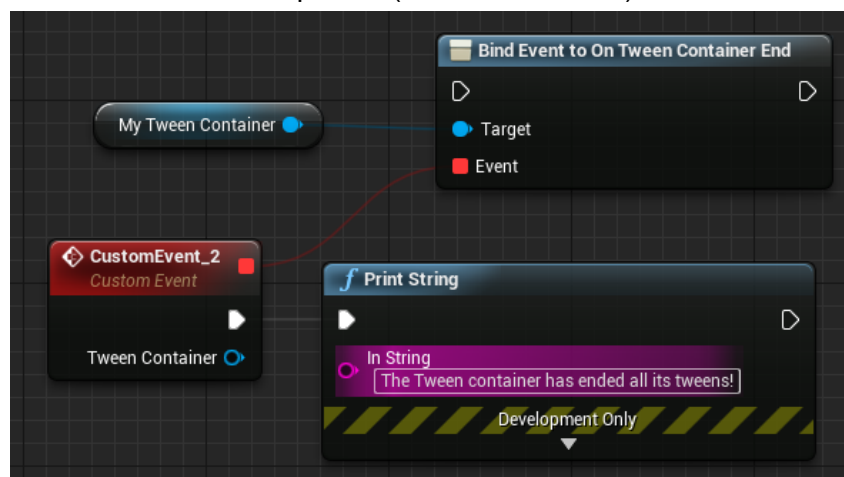 Bind Event to On Tween Container End
My Tween Container
Target
Event
CustomEvent_2
Custom Event
Tween Container
f Print String
In String
The Tween container has ended all its tweens!
Development Only